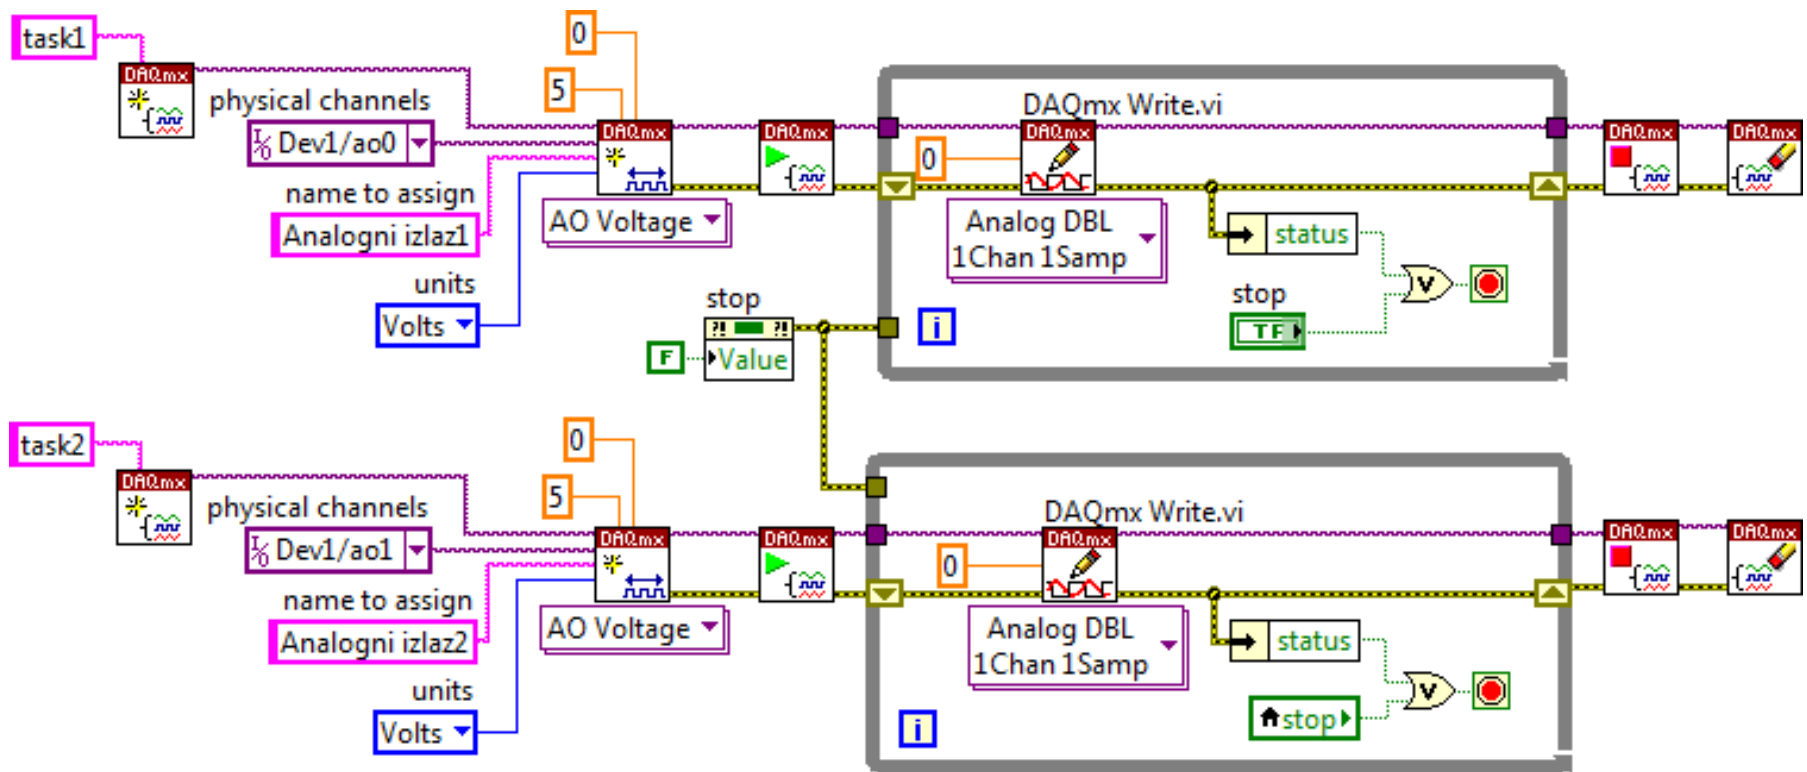 task1
0
DAQmx
5
physical channels
DAQmx Write.vi
Dev1/ao0
DAQmx
DAQmx
0
DAQmx
DAQmx
DAQmx
name to assign
Analogni izlaz1
AO Voltage
Analog DBL
1Chan 1Samp
status
units
Volts
stop
?! ?!
F
Value
i
stop
TF
V
task2
0
DAQmx
5
physical channels
DAQmx Write.vi
Dev1/ao1
DAQmx
DAQmx
0
DAQmx
DAQmx
DAQmx
name to assign
Analogni izlaz2
AO Voltage
Analog DBL
1Chan 1Samp
status
units
Volts
i
stop
V